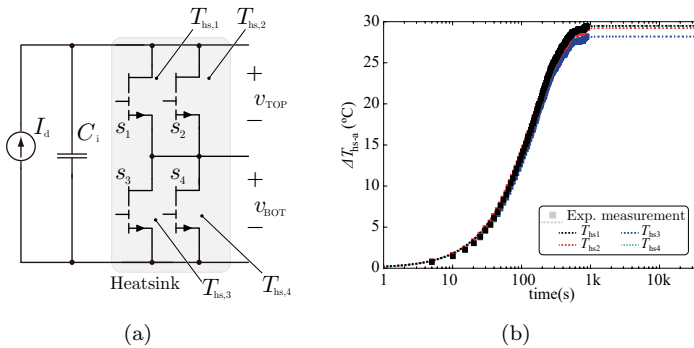 T_hs,1
T_hs,2
I_d
C_i
s_1
s_2
s_3
s_4
+
v_TOP
−
+
v_BOT
−
Heatsink
T_hs,3
T_hs,4
(a)
30
25
20
15
10
5
0
ΔT_hs-a (ºC)
Exp. measurement
T_hs1
T_hs3
T_hs2
T_hs4
1
10
100
1k
10k
time(s)
(b)